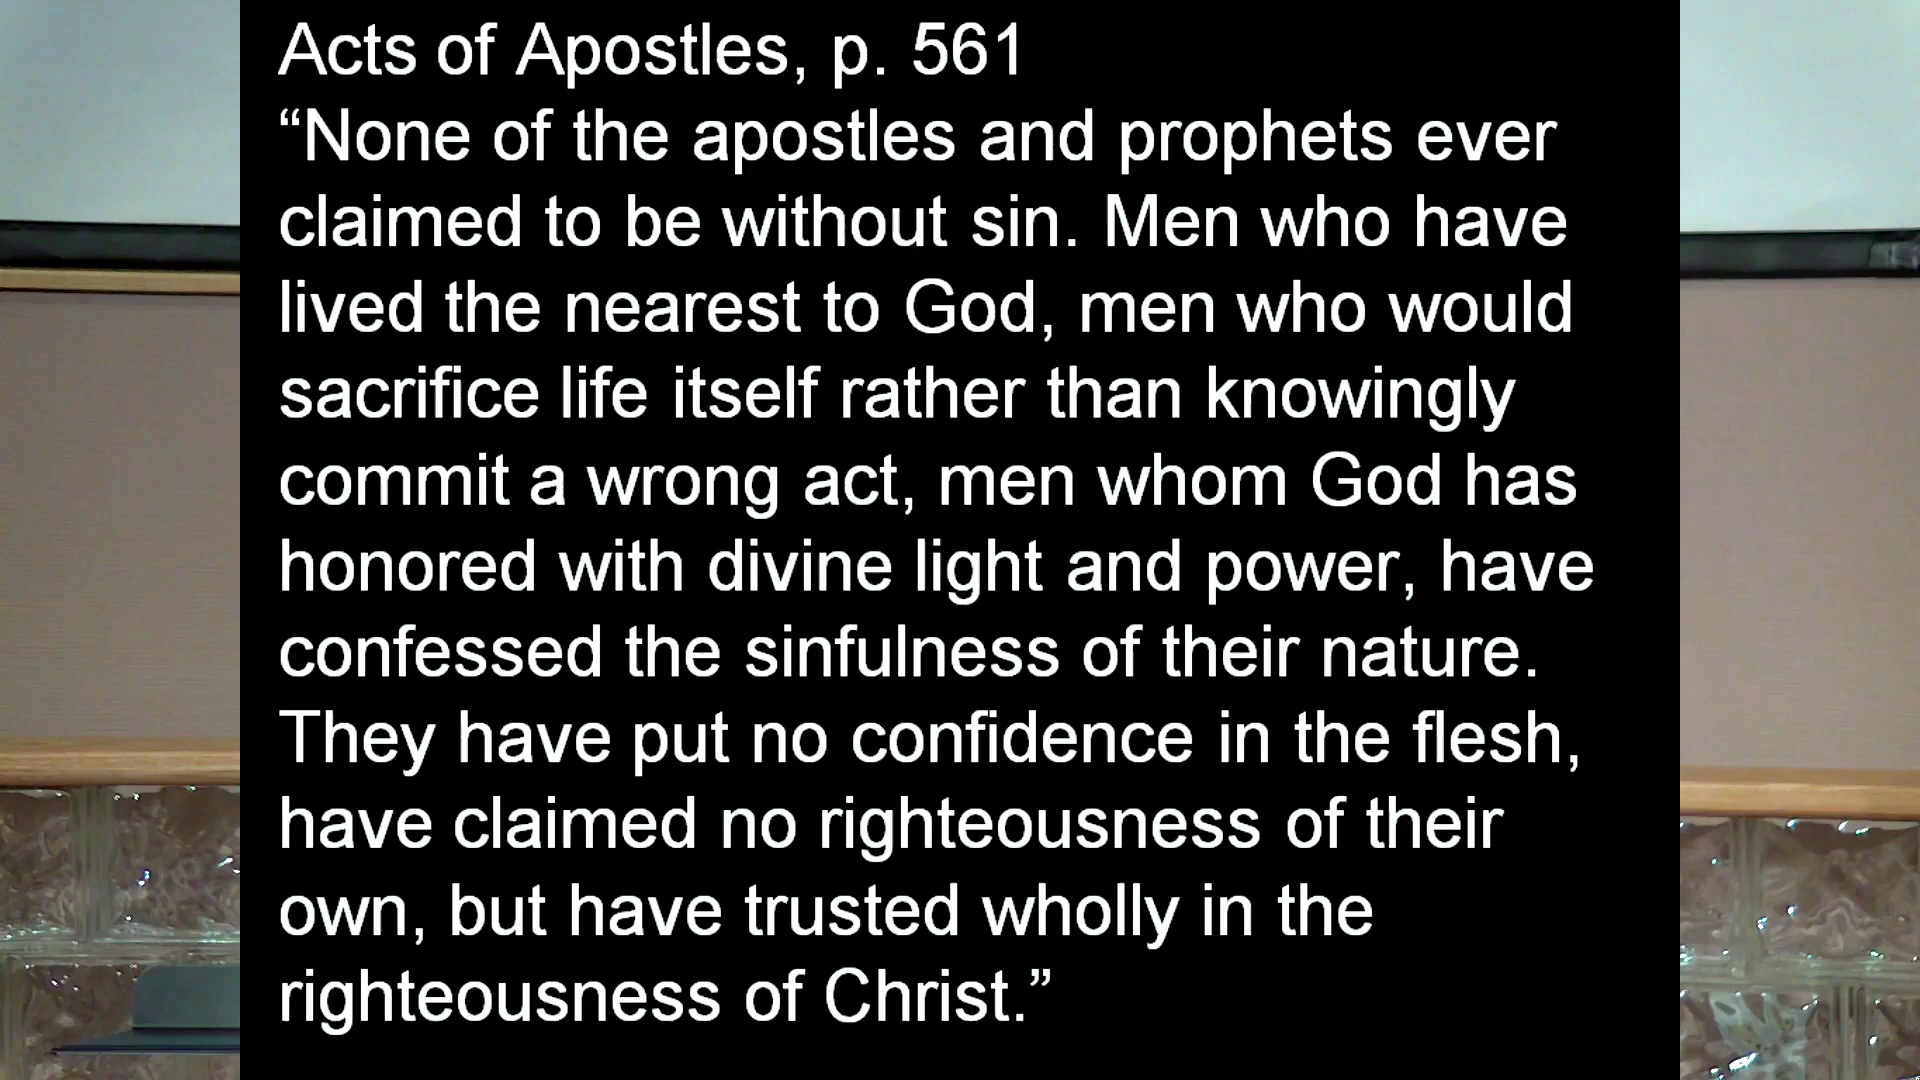 Acts of Apostles, p. 561
“None of the apostles and prophets ever
claimed to be without sin. Men who have
lived the nearest to God, men who would
sacrifice life itself rather than knowingly
commit a wrong act, men whom God has
honored with divine light and power, have
confessed the sinfulness of their nature.
They have put no confidence in the flesh,
have claimed no righteousness of their
own, but have trusted wholly in the
righteousness of Christ.”